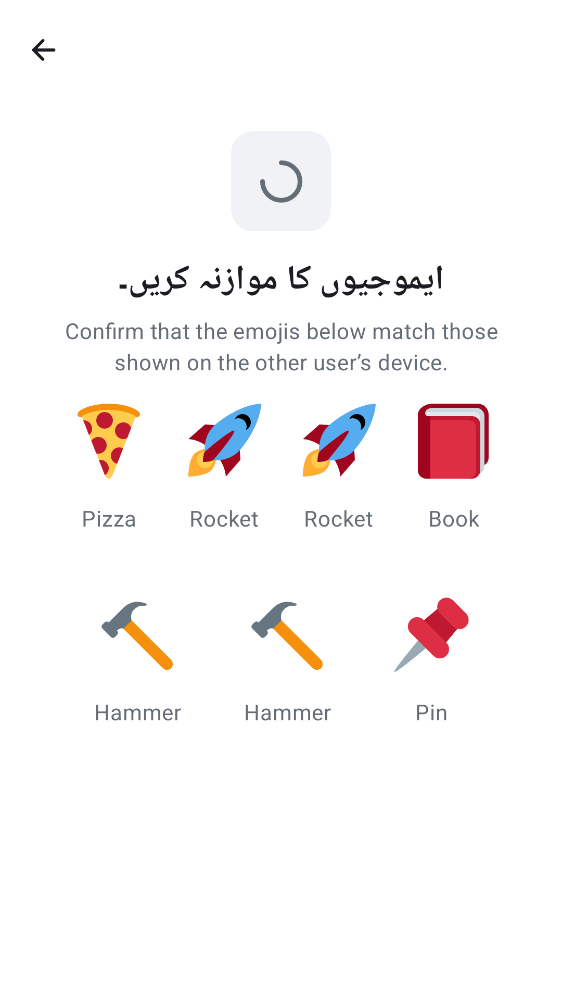 ایموجیوں کا موازنہ کریں۔
Confirm that the emojis below match those
shown on the other user’s device.
Pizza Rocket Rocket Book
Hammer Hammer Pin